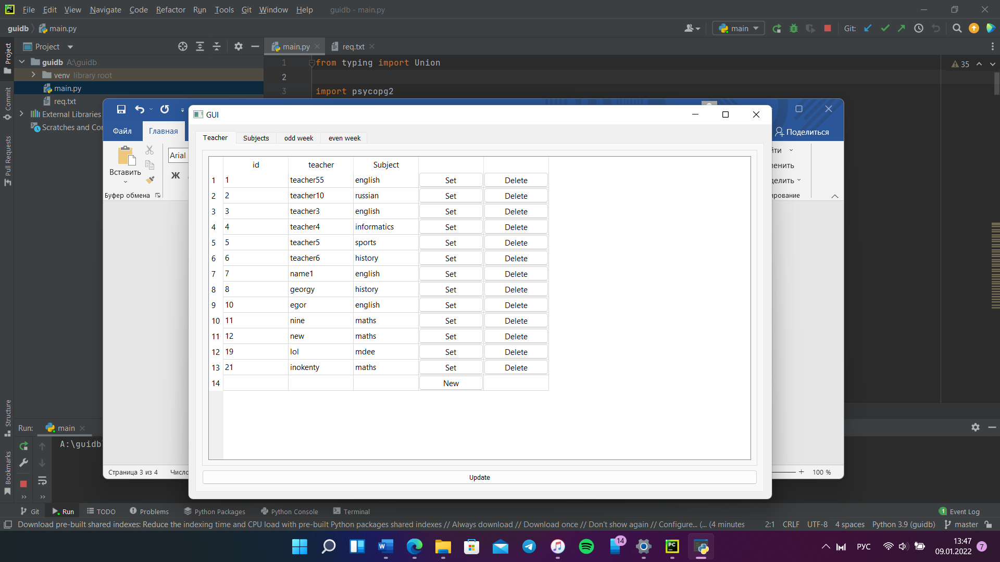 File Edit View Navigate Code Refactor Run Tools Git Window Help guidb - main.py
guidb main.py main Git:
Project main.py req.txt
guidb A:\guidb
venv library root
main.py
req.txt
External Libraries
Scratches and Co
1 from typing import Union
2
3 import psycopg2
35
Project
Commit
Pull Requests
Structure
Bookmarks
Файл Главная Поделиться
Вставить
Буфер обмена
Arial
Ж
йти
енить
делить
ирование
Страница 3 из 4 Числ
100 %
GUI
Teacher Subjects odd week even week
id teacher Subject
1 1 teacher55 english Set Delete
2 2 teacher10 russian Set Delete
3 3 teacher3 english Set Delete
4 4 teacher4 informatics Set Delete
5 5 teacher5 sports Set Delete
6 6 teacher6 history Set Delete
7 7 name1 english Set Delete
8 8 georgy history Set Delete
9 10 egor english Set Delete
10 11 nine maths Set Delete
11 12 new maths Set Delete
12 19 lol mdee Set Delete
13 21 inokenty maths Set Delete
14 New
Update
Run: main
A:\guidb
Git Run TODO Problems Python Packages Python Console Terminal 1 Event Log
Download pre-built shared indexes: Reduce the indexing time and CPU load with pre-built Python packages shared indexes // Always download // Download once // Don't show again // Configure... (... (4 minutes 2:1 CRLF UTF-8 4 spaces Python 3.9 (guidb) master
14
РУС
13:47
09.01.2022
7